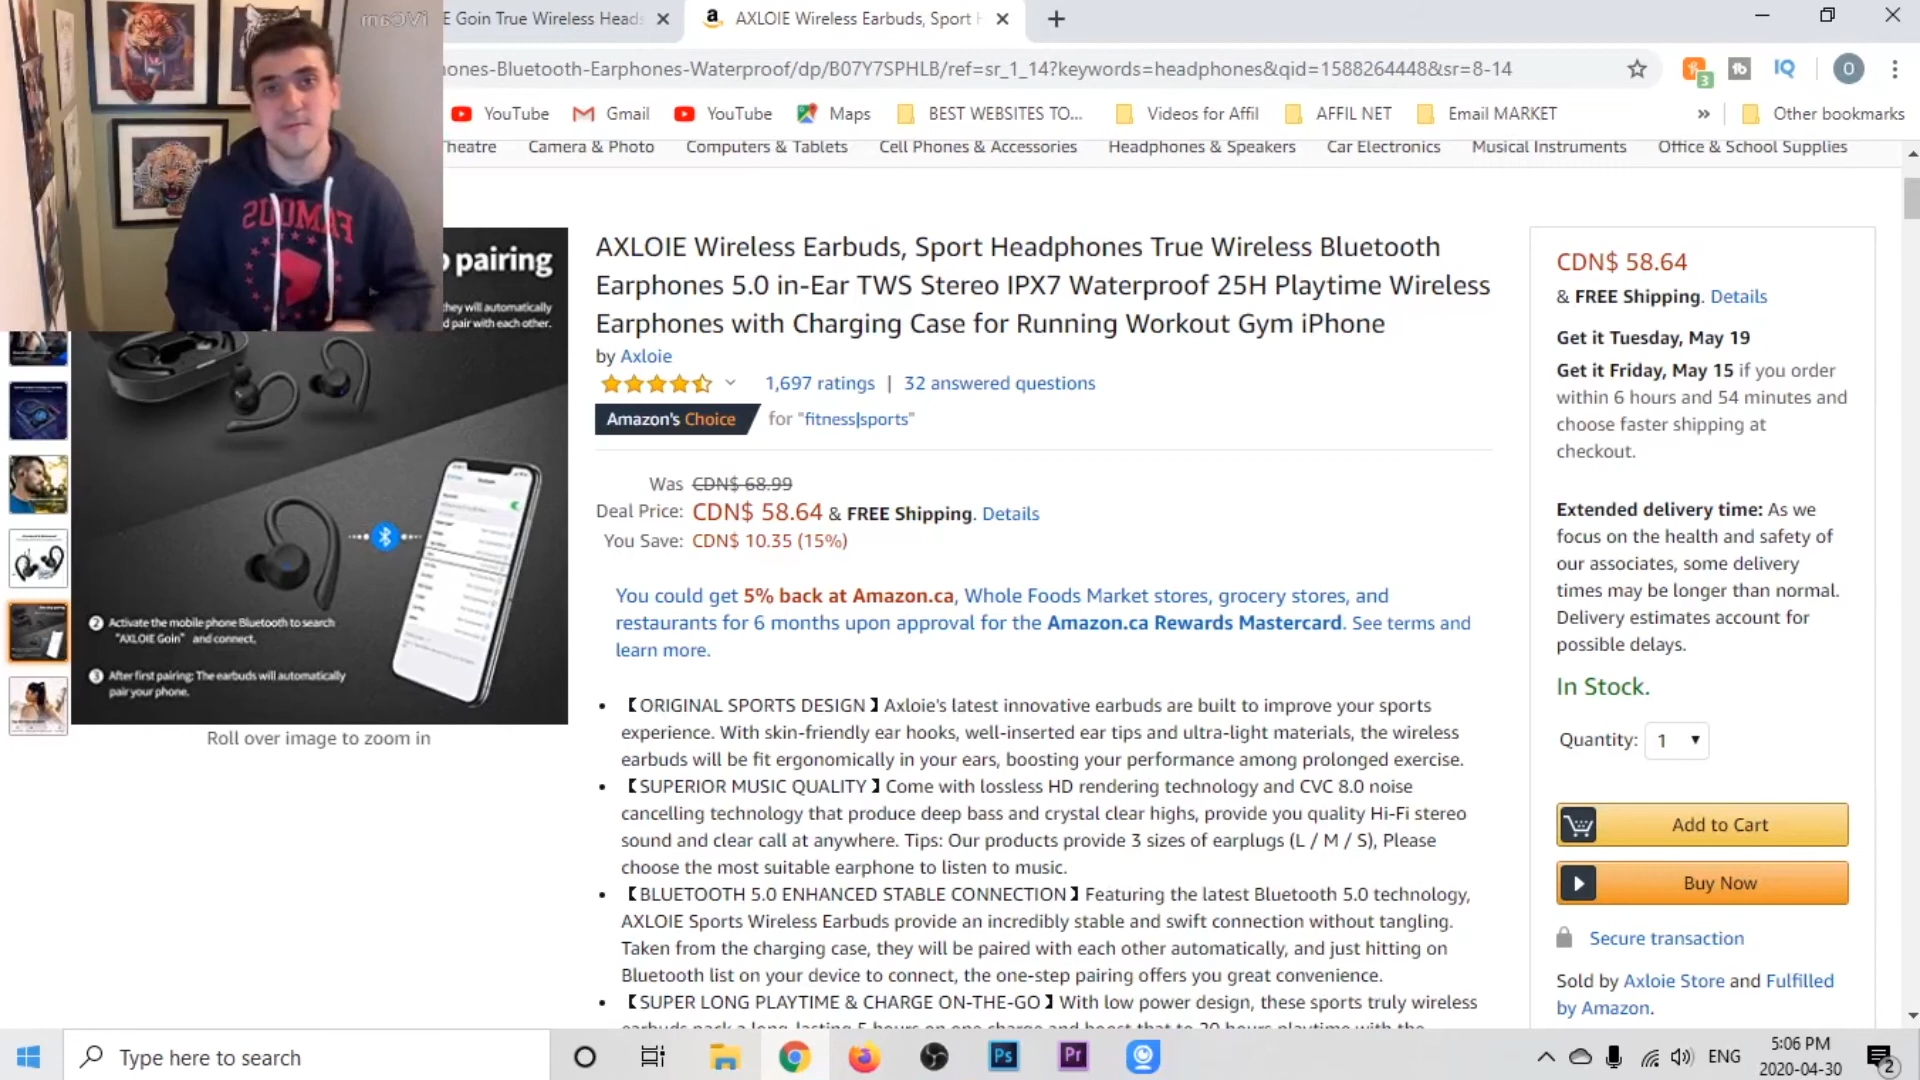 iVCam
E Goin True Wireless Heads
AXLOIE Wireless Earbuds, Sport H
ones-Bluetooth-Earphones-Waterproof/dp/B07Y7SPHLB/ref=sr_1_14?keywords=headphones&qid=1588264448&sr=8-14
3
tb
IQ
O
YouTube
Gmail
YouTube
Maps
BEST WEBSITES TO...
Videos for Affil
AFFIL NET
Email MARKET
»
Other bookmarks
Theatre
Camera & Photo
Computers & Tablets
Cell Phones & Accessories
Headphones & Speakers
Car Electronics
Musical Instruments
Office & School Supplies
FAMOUS
pairing
they will automatically
pair with each other.
2 Activate the mobile phone Bluetooth to search
"AXLOIE Goin" and connect.
3 After first pairing: The earbuds will automatically
pair your phone.
Roll over image to zoom in
AXLOIE Wireless Earbuds, Sport Headphones True Wireless Bluetooth
Earphones 5.0 in-Ear TWS Stereo IPX7 Waterproof 25H Playtime Wireless
Earphones with Charging Case for Running Workout Gym iPhone
by Axloie
1,697 ratings | 32 answered questions
Amazon's Choice for "fitness|sports"
Was CDN$ 68.99
Deal Price: CDN$ 58.64 & FREE Shipping. Details
You Save: CDN$ 10.35 (15%)
You could get 5% back at Amazon.ca, Whole Foods Market stores, grocery stores, and
restaurants for 6 months upon approval for the Amazon.ca Rewards Mastercard. See terms and
learn more.
• 【ORIGINAL SPORTS DESIGN】Axloie's latest innovative earbuds are built to improve your sports
experience. With skin-friendly ear hooks, well-inserted ear tips and ultra-light materials, the wireless
earbuds will be fit ergonomically in your ears, boosting your performance among prolonged exercise.
• 【SUPERIOR MUSIC QUALITY】Come with lossless HD rendering technology and CVC 8.0 noise
cancelling technology that produce deep bass and crystal clear highs, provide you quality Hi-Fi stereo
sound and clear call at anywhere. Tips: Our products provide 3 sizes of earplugs (L / M / S), Please
choose the most suitable earphone to listen to music.
• 【BLUETOOTH 5.0 ENHANCED STABLE CONNECTION】Featuring the latest Bluetooth 5.0 technology,
AXLOIE Sports Wireless Earbuds provide an incredibly stable and swift connection without tangling.
Taken from the charging case, they will be paired with each other automatically, and just hitting on
Bluetooth list on your device to connect, the one-step pairing offers you great convenience.
• 【SUPER LONG PLAYTIME & CHARGE ON-THE-GO】With low power design, these sports truly wireless
CDN$ 58.64
& FREE Shipping. Details
Get it Tuesday, May 19
Get it Friday, May 15 if you order
within 6 hours and 54 minutes and
choose faster shipping at
checkout.
Extended delivery time: As we
focus on the health and safety of
our associates, some delivery
times may be longer than normal.
Delivery estimates account for
possible delays.
In Stock.
Quantity: 1
Add to Cart
Buy Now
Secure transaction
Sold by Axloie Store and Fulfilled
by Amazon.
Type here to search
Ps
Pr
ENG
5:06 PM
2020-04-30
2